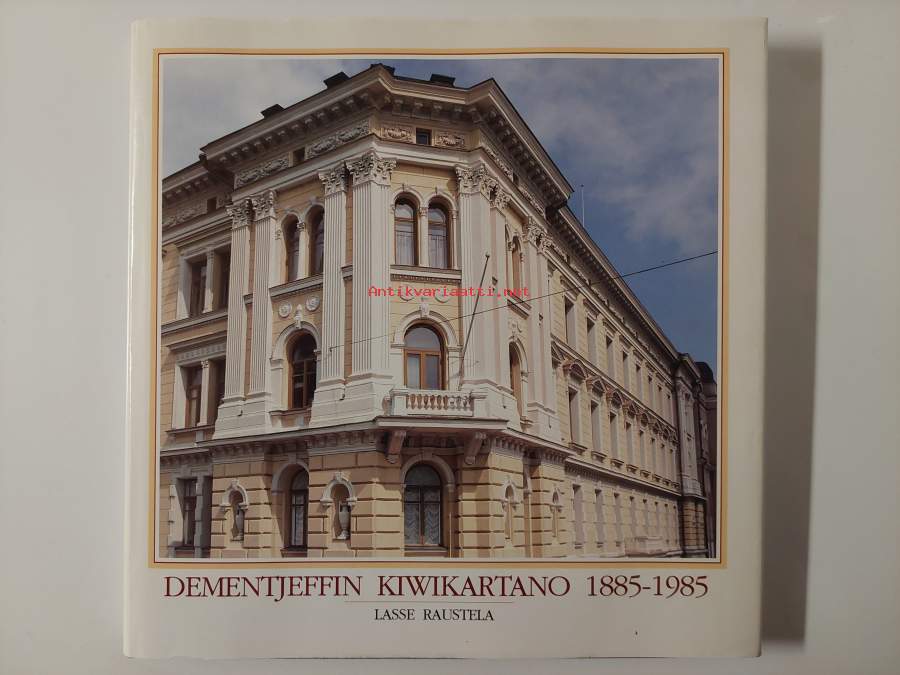 Antikvariaatti.net
DEMENTJEFFIN KIWIKARTANO 1885-1985
LASSE RAUSTELA